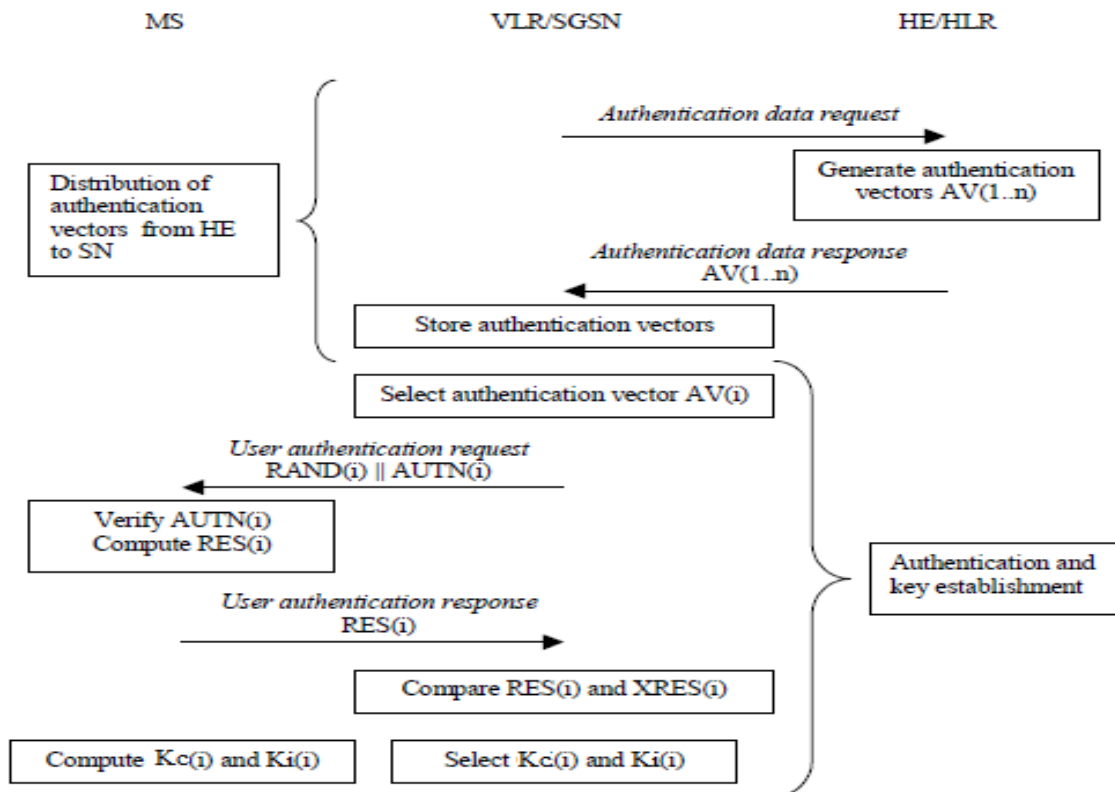 MS VLR/SGSN HE/HLR
Authentication data request
Distribution of
authentication
vectors from HE
to SN
Generate authentication
vectors AV(1..n)
Authentication data response
AV(1..n)
Store authentication vectors
Select authentication vector AV(i)
User authentication request
RAND(i) || AUTN(i)
Verify AUTN(i)
Compute RES(i)
Authentication and
key establishment
User authentication response
RES(i)
Compare RES(i) and XRES(i)
Compute Kc(i) and Ki(i)
Select Kc(i) and Ki(i)